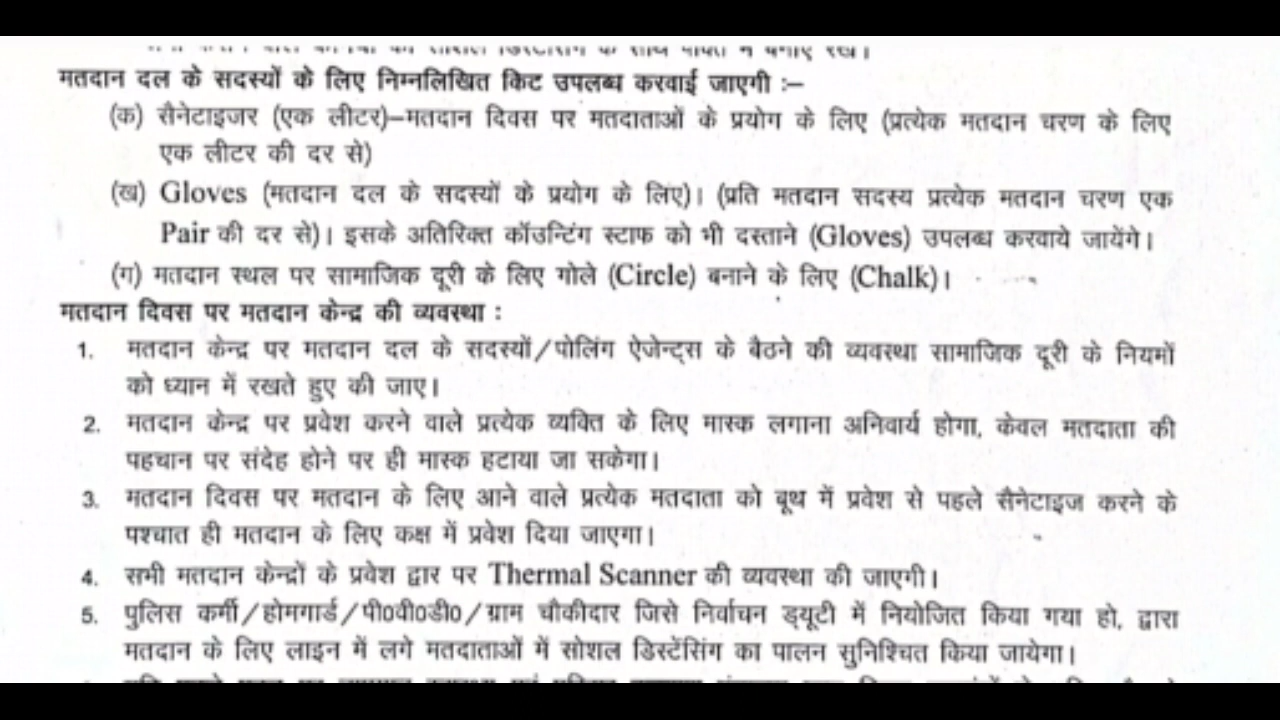 मतदान दल के सदस्यों के लिए निम्नलिखित किट उपलब्ध करवाई जाएगी :–
(क) सैनेटाइजर (एक लीटर)–मतदान दिवस पर मतदाताओं के प्रयोग के लिए (प्रत्येक मतदान चरण के लिए
एक लीटर की दर से)
(ख) Gloves (मतदान दल के सदस्यों के प्रयोग के लिए)। (प्रति मतदान सदस्य प्रत्येक मतदान चरण एक
Pair की दर से)। इसके अतिरिक्त कॉउन्टिंग स्टाफ को भी दस्ताने (Gloves) उपलब्ध करवाये जायेंगे।
(ग) मतदान स्थल पर सामाजिक दूरी के लिए गोले (Circle) बनाने के लिए (Chalk)।
मतदान दिवस पर मतदान केन्द्र की व्यवस्था :
1. मतदान केन्द्र पर मतदान दल के सदस्यों/पोलिंग ऐजेन्ट्स के बैठने की व्यवस्था सामाजिक दूरी के नियमों
को ध्यान में रखते हुए की जाए।
2. मतदान केन्द्र पर प्रवेश करने वाले प्रत्येक व्यक्ति के लिए मास्क लगाना अनिवार्य होगा, केवल मतदाता की
पहचान पर संदेह होने पर ही मास्क हटाया जा सकेगा।
3. मतदान दिवस पर मतदान के लिए आने वाले प्रत्येक मतदाता को बूथ में प्रवेश से पहले सैनेटाइज करने के
पश्चात ही मतदान के लिए कक्ष में प्रवेश दिया जाएगा।
4. सभी मतदान केन्द्रों के प्रवेश द्वार पर Thermal Scanner की व्यवस्था की जाएगी।
5. पुलिस कर्मी/होमगार्ड/पी0वी0डी0/ग्राम चौकीदार जिसे निर्वाचन ड्यूटी में नियोजित किया गया हो, द्वारा
मतदान के लिए लाइन में लगे मतदाताओं में सोशल डिस्टेंसिंग का पालन सुनिश्चित किया जायेगा।